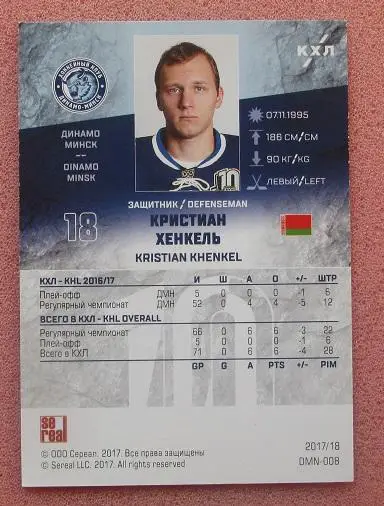 ХОККЕЙНЫЙ КЛУБ
ДИНАМО-МИНСК
КХЛ
07.11.1995
186 СМ/CM
90 КГ/KG
ЛЕВЫЙ/LEFT
ДИНАМО
МИНСК
DINAMO
MINSK
10
18
ЗАЩИТНИК / DEFENSEMAN
КРИСТИАН
ХЕНКЕЛЬ
KRISTIAN KHENKEL
КХЛ - KHL 2016/17 И Ш А О +/- ШТР
Плей-офф ДМН 5 0 0 0 -1 6
Регулярный чемпионат ДМН 52 0 4 4 -5 12
ВСЕГО В КХЛ - KHL OVERALL
Регулярный чемпионат 66 0 6 6 -3 22
Плей-офф 5 0 0 0 -1 6
Всего в КХЛ 71 0 6 6 -4 28
GP G A PTS +/- PIM
se
real
© ООО Сереал. 2017. Все права защищены
© Sereal LLC. 2017. All rights reserved
2017/18
DMN-008